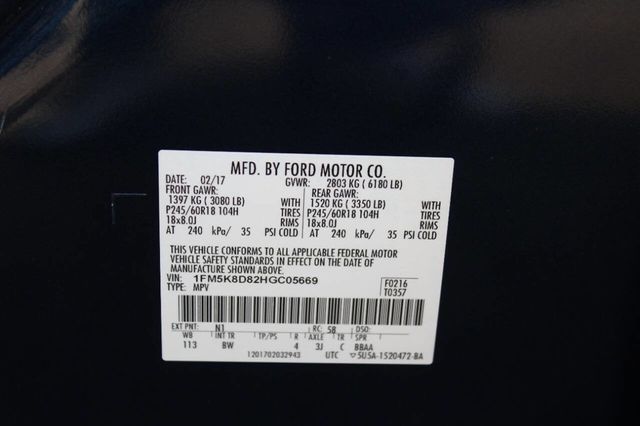 MFD. BY FORD MOTOR CO.
DATE: 02/17 GVWR: 2803 KG ( 6180 LB)
FRONT GAWR: REAR GAWR:
1397 KG ( 3080 LB) WITH 1520 KG ( 3350 LB) WITH
P245/60R18 104H TIRES P245/60R18 104H TIRES
18x8.0J RIMS 18x8.0J RIMS
AT 240 kPa/ 35 PSI COLD AT 240 kPa/ 35 PSI COLD
THIS VEHICLE CONFORMS TO ALL APPLICABLE FEDERAL MOTOR
VEHICLE SAFETY STANDARDS IN EFFECT ON THE DATE OF
MANUFACTURE SHOWN ABOVE.
VIN: 1FM5K8D82HGC05669 F0216
TYPE: MPV T0357
EXT PNT: N1 RC: 58 DSO:
WB INT TR TP/PS R AXLE TR SPR
113 BW 4 3J C BBAA
1201702032943 UTC 5U5A-1520472-BA